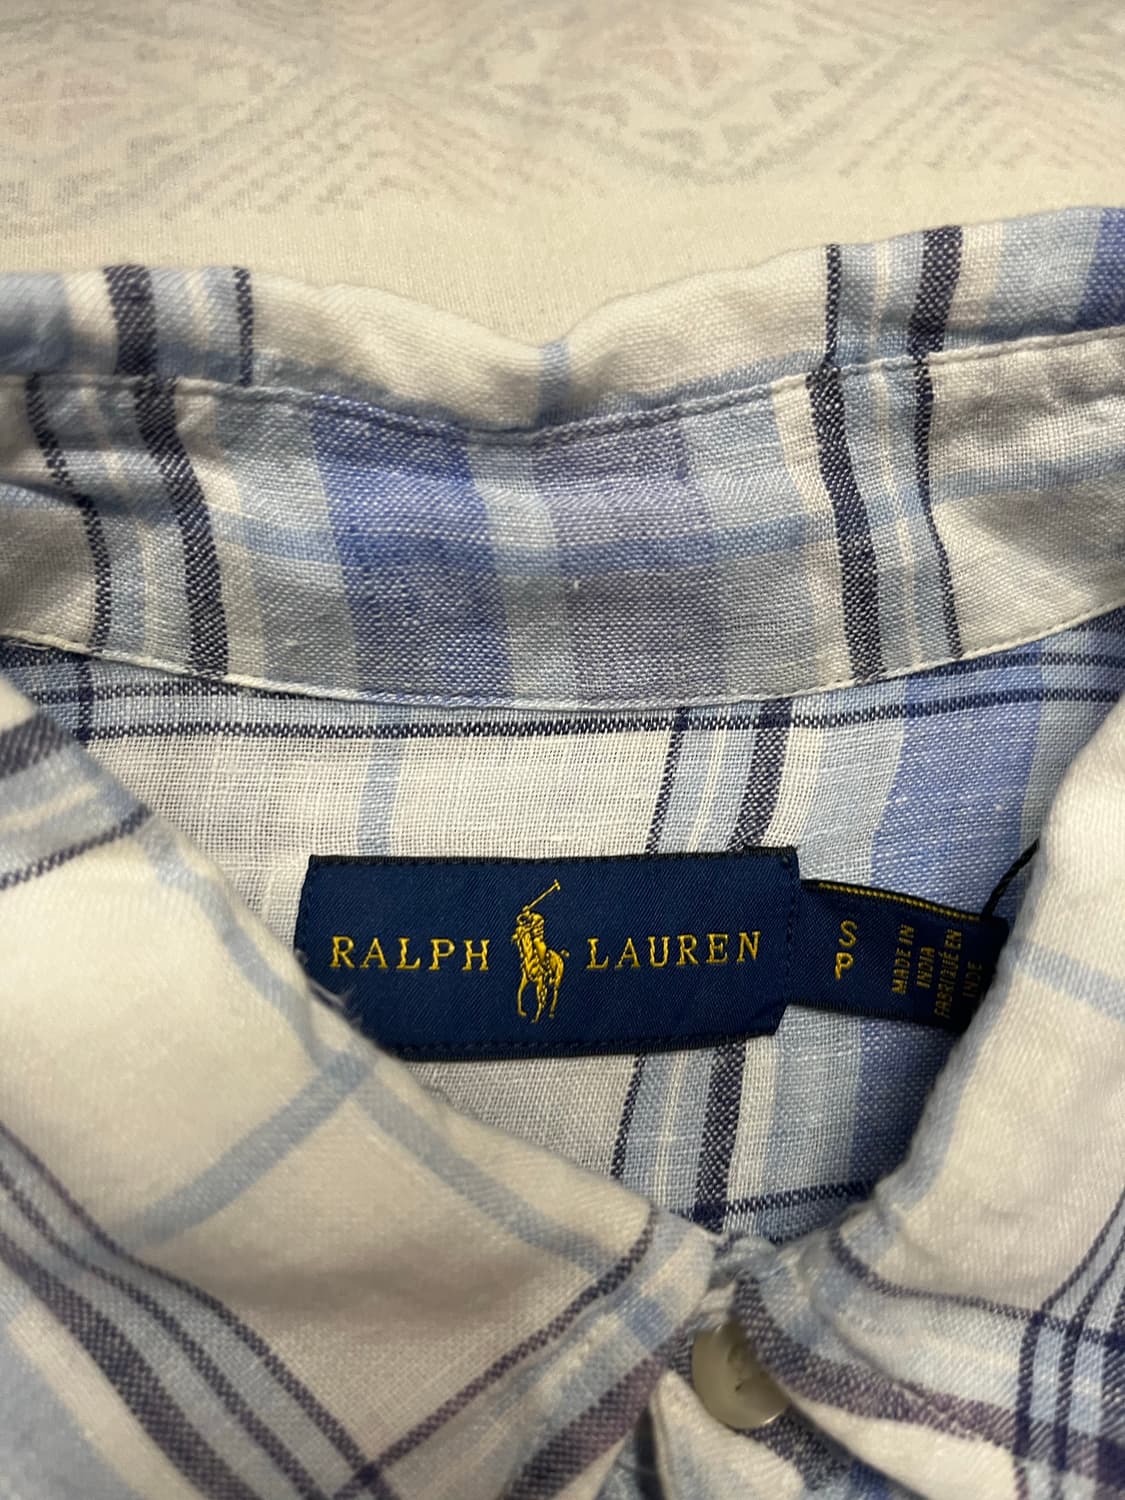 RALPH LAUREN
S
P
MADE IN
INDIA
FABRIQUÉ EN
INDE